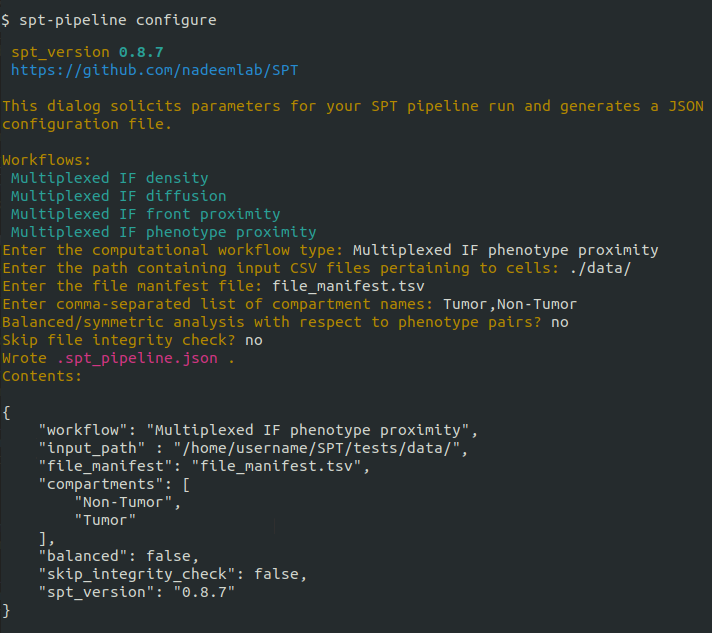 $ spt-pipeline configure
spt_version 0.8.7
https://github.com/nadeemlab/SPT
This dialog solicits parameters for your SPT pipeline run and generates a JSON
configuration file.
Workflows:
Multiplexed IF density
Multiplexed IF diffusion
Multiplexed IF front proximity
Multiplexed IF phenotype proximity
Enter the computational workflow type: Multiplexed IF phenotype proximity
Enter the path containing input CSV files pertaining to cells: ./data/
Enter the file manifest file: file_manifest.tsv
Enter comma-separated list of compartment names: Tumor,Non-Tumor
Balanced/symmetric analysis with respect to phenotype pairs? no
Skip file integrity check? no
Wrote .spt_pipeline.json .
Contents:
{
    "workflow": "Multiplexed IF phenotype proximity",
    "input_path" : "/home/username/SPT/tests/data/",
    "file_manifest": "file_manifest.tsv",
    "compartments": [
        "Non-Tumor",
        "Tumor"
    ],
    "balanced": false,
    "skip_integrity_check": false,
    "spt_version": "0.8.7"
}